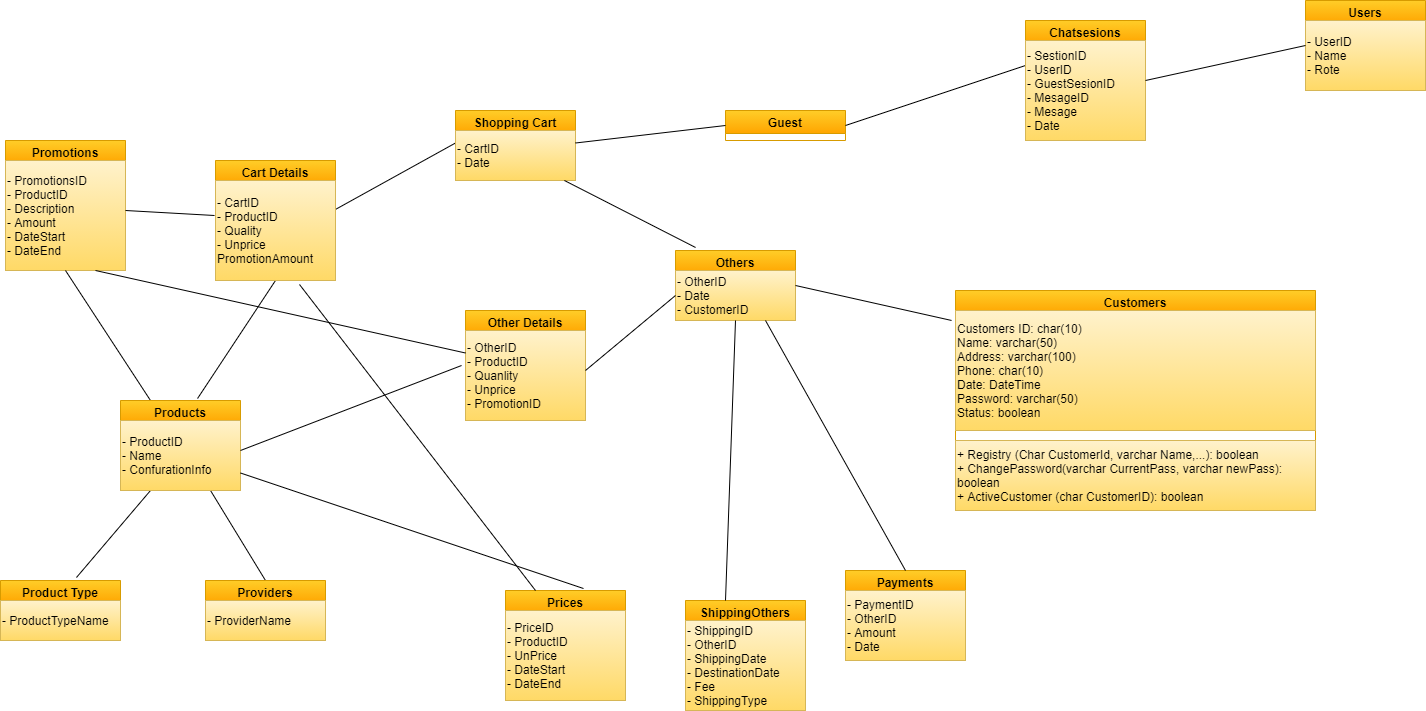 Users
- UserID
- Name
- Rote
Chatsesions
- SestionID
- UserID
- GuestSesionID
- MesageID
- Mesage
- Date
Guest
Shopping Cart
- CartID
- Date
Promotions
- PromotionsID
- ProductID
- Description
- Amount
- DateStart
- DateEnd
Cart Details
- CartID
- ProductID
- Quality
- Unprice
PromotionAmount
Others
- OtherID
- Date
- CustomerID
Customers
Customers ID: char(10)
Name: varchar(50)
Address: varchar(100)
Phone: char(10)
Date: DateTime
Password: varchar(50)
Status: boolean
+ Registry (Char CustomerId, varchar Name,...): boolean
+ ChangePassword(varchar CurrentPass, varchar newPass):
boolean
+ ActiveCustomer (char CustomerID): boolean
Other Details
- OtherID
- ProductID
- Quanlity
- Unprice
- PromotionID
Products
- ProductID
- Name
- ConfurationInfo
Product Type
- ProductTypeName
Providers
- ProviderName
Prices
- PriceID
- ProductID
- UnPrice
- DateStart
- DateEnd
ShippingOthers
- ShippingID
- OtherID
- ShippingDate
- DestinationDate
- Fee
- ShippingType
Payments
- PaymentID
- OtherID
- Amount
- Date